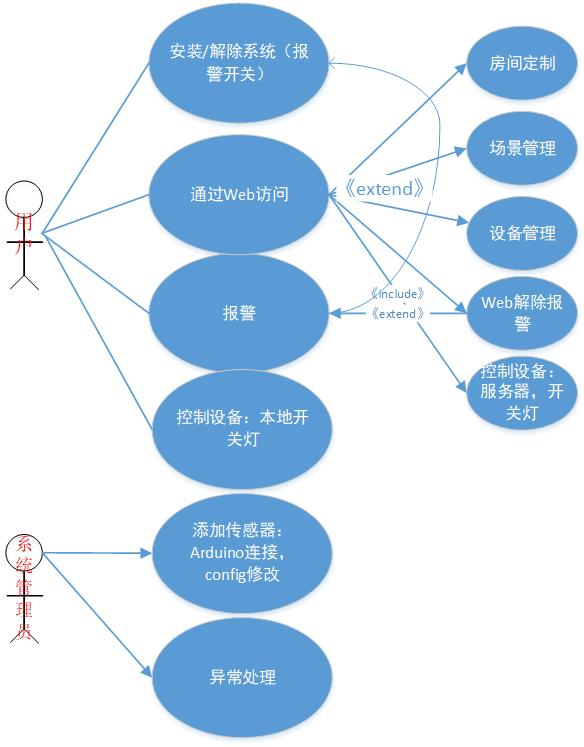 安装/解除系统（报
警开关）
房间定制
通过Web访问
《extend》
场景管理
用
户
设备管理
报警
《include》
《extend》
Web解除报
警
控制设备：
服务器，开
关灯
控制设备：本地开
关灯
系
统
管
理
员
添加传感器：
Arduino连接，
config修改
异常处理